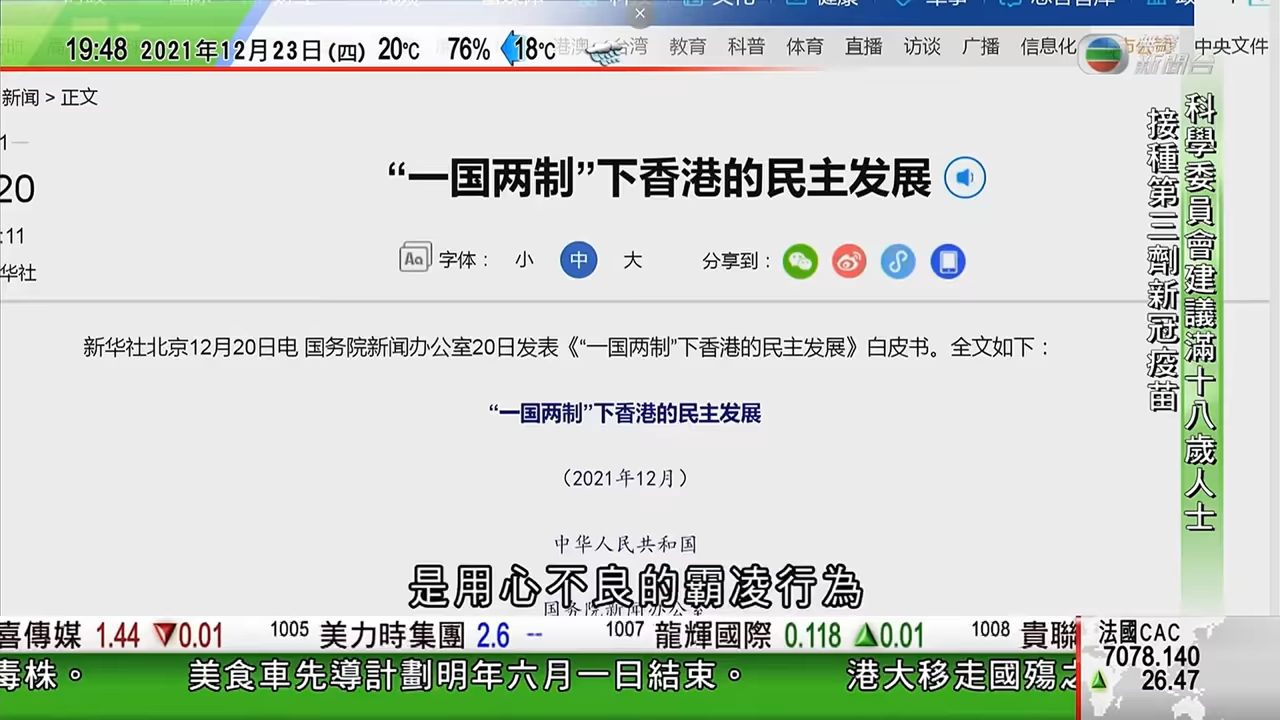 19:48 2021年12月23日(四) 20℃ 76% 18℃
港澳 台湾 教育 科普 体育 直播 访谈 广播 信息化 中央文件
新闻 > 正文
20
:11
华社
“一国两制”下香港的民主发展
Aa 字体： 小 中 大 分享到：
新华社北京12月20日电 国务院新闻办公室20日发表《“一国两制”下香港的民主发展》白皮书。全文如下：
“一国两制”下香港的民主发展
（2021年12月）
中华人民共和国
国务院新闻办公室
是用心不良的霸凌行為
科學委員會建議滿十八歲人士
接種第三劑新冠疫苗
喜傳媒 1.44 ▼0.01 1005 美力時集團 2.6 -- 1007 龍輝國際 0.118 ▲0.01 1008 貴聯
法國CAC
7078.140
▲ 26.47
毒株。 美食車先導計劃明年六月一日結束。 港大移走國殤之